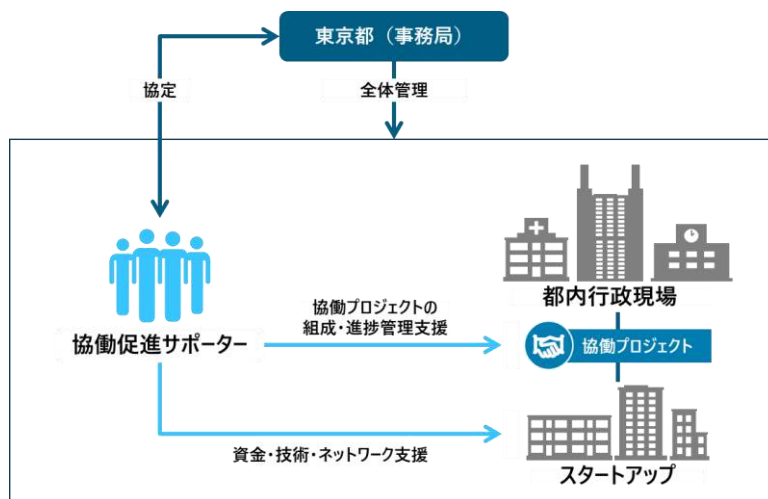 東京都（事務局）
協定
全体管理
都内行政現場
協働プロジェクトの
組成・進捗管理支援
協働促進サポーター
協働プロジェクト
資金・技術・ネットワーク支援
スタートアップ